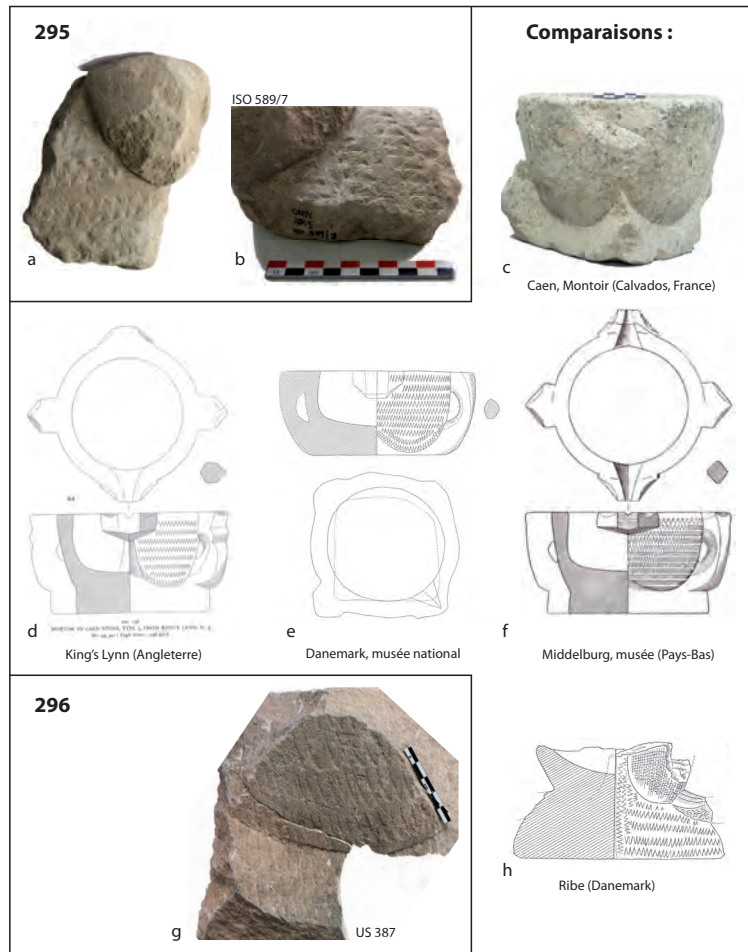 295
Comparaisons :
ISO 589/7
a
b
CAEN
c
Caen, Montoir (Calvados, France)
d
King's Lynn (Angleterre)
e
Danemark, musée national
f
Middelburg, musée (Pays-Bas)
296
g
US 387
h
Ribe (Danemark)